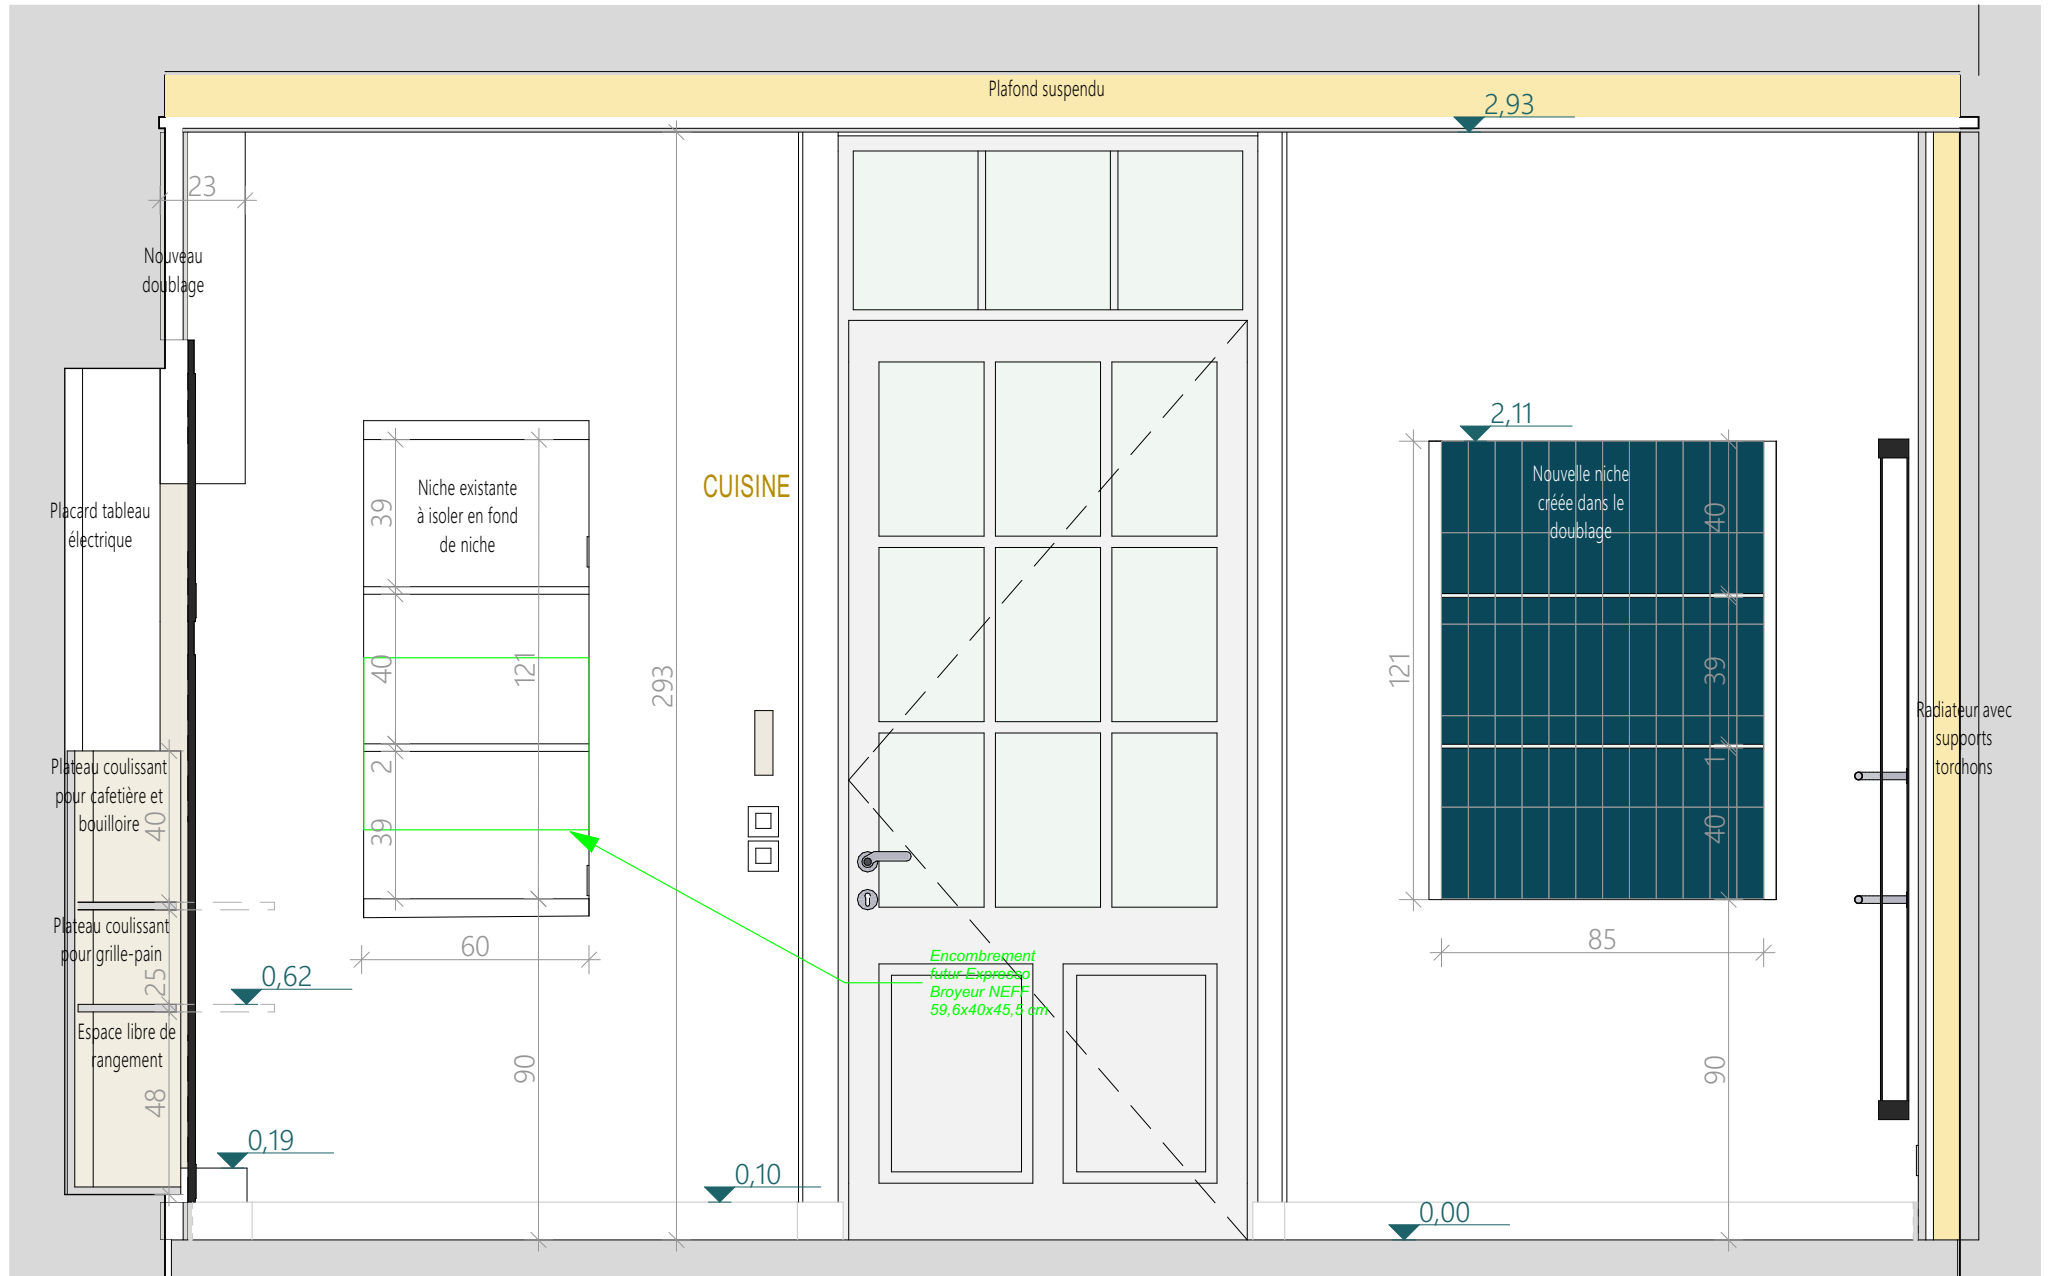 Plafond suspendu
2,93
23
Nouveau
doublage
2,11
Niche existante
à isoler en fond
de niche
CUISINE
Nouvelle niche
créée dans le
doublage
39
40
Placard tableau
électrique
40
121
293
121
39
Radiateur avec
supports
torchons
2
1
Plateau coulissant
pour cafetière et
bouilloire
40
39
40
Plateau coulissant
pour grille-pain
25
60
85
0,62
Encombrement
futur Expresso
Broyeur NEFF
59,6x40x45,5 cm
Espace libre de
rangement
48
90
90
0,19
0,10
0,00